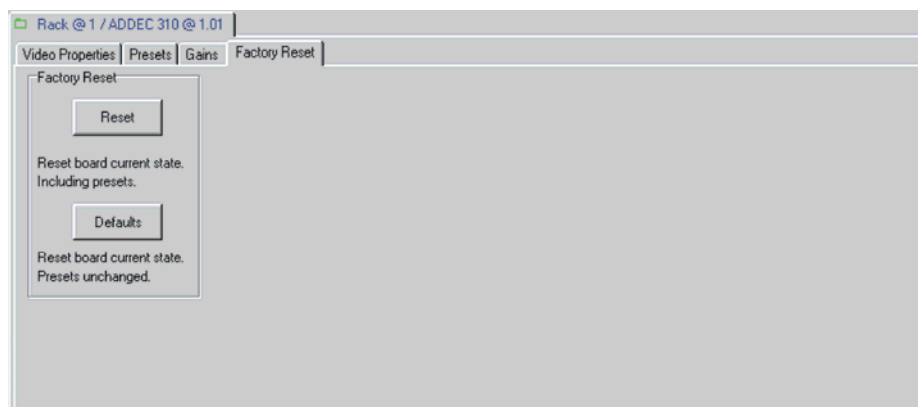 Rack @ 1 / ADDEC 310 @ 1.01
Video Properties Presets Gains Factory Reset
Factory Reset
Reset
Reset board current state.
Including presets.
Defaults
Reset board current state.
Presets unchanged.